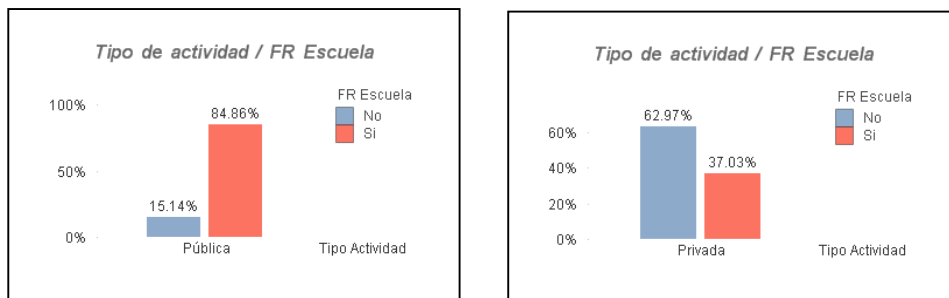 Tipo de actividad / FR Escuela
FR Escuela
No
Si
100%
50%
0%
84.86%
15.14%
Pública
Tipo Actividad
Tipo de actividad / FR Escuela
FR Escuela
No
Si
60%
40%
20%
0%
62.97%
37.03%
Privada
Tipo Actividad